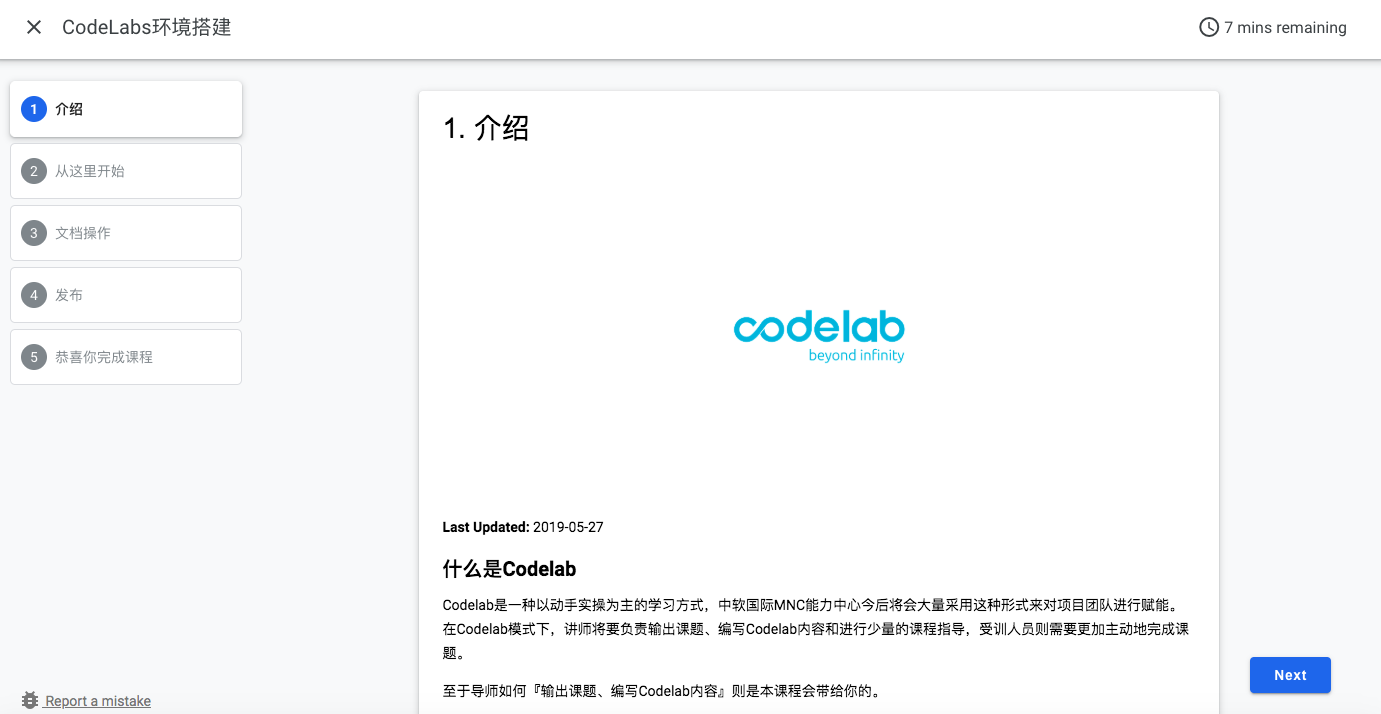 CodeLabs环境搭建
7 mins remaining
1 介绍
2 从这里开始
3 文档操作
4 发布
5 恭喜你完成课程
1. 介绍
codelab
beyond infinity
Last Updated: 2019-05-27
什么是Codelab
Codelab是一种以动手实操为主的学习方式，中软国际MNC能力中心今后将会大量采用这种形式来对项目团队进行赋能。
在Codelab模式下，讲师将要负责输出课题、编写Codelab内容和进行少量的课程指导，受训人员则需要更加主动地完成课
题。
至于导师如何『输出课题、编写Codelab内容』则是本课程会带给你的。
Next
Report a mistake